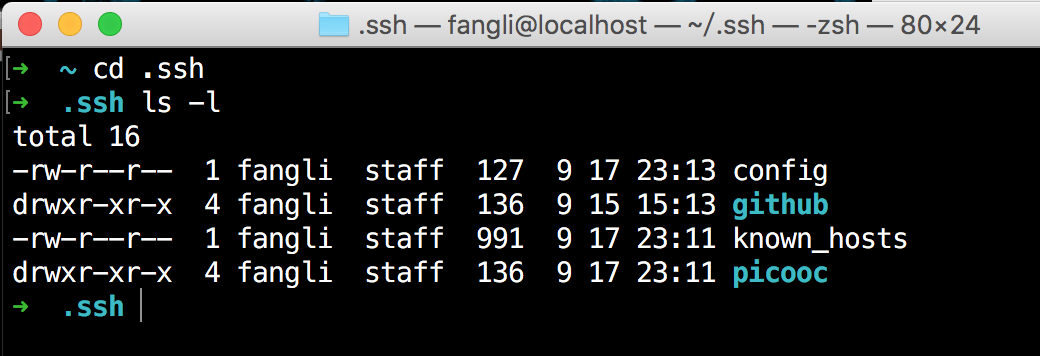 .ssh — fangli@localhost — ~/.ssh — -zsh — 80×24
[➜  ~ cd .ssh
[➜  .ssh ls -l
total 16
-rw-r--r--  1 fangli  staff  127  9 17 23:13 config
drwxr-xr-x  4 fangli  staff  136  9 15 15:13 github
-rw-r--r--  1 fangli  staff  991  9 17 23:11 known_hosts
drwxr-xr-x  4 fangli  staff  136  9 17 23:11 picooc
➜  .ssh